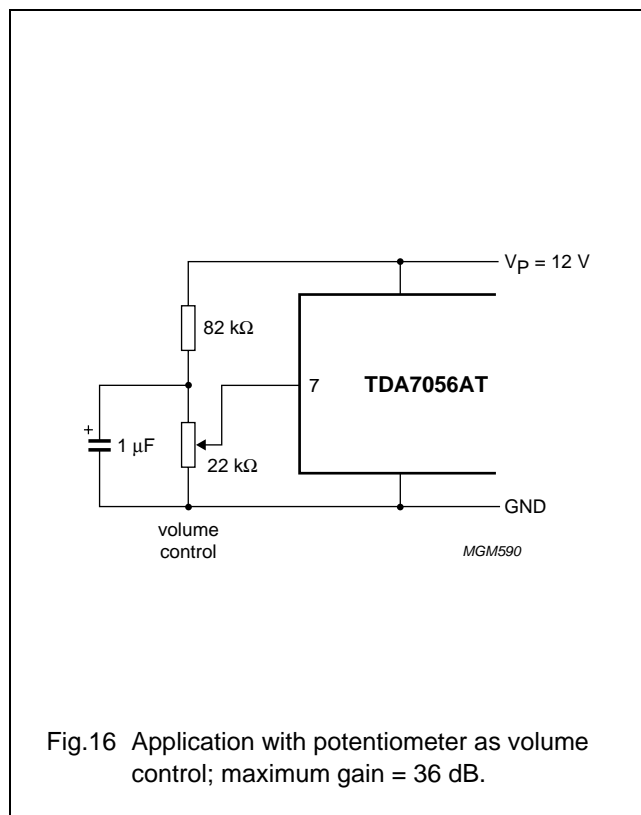 VP = 12 V
82 kΩ
7
TDA7056AT
+
1 μF
22 kΩ
GND
volume
control
MGM590
Fig.16 Application with potentiometer as volume
control; maximum gain = 36 dB.